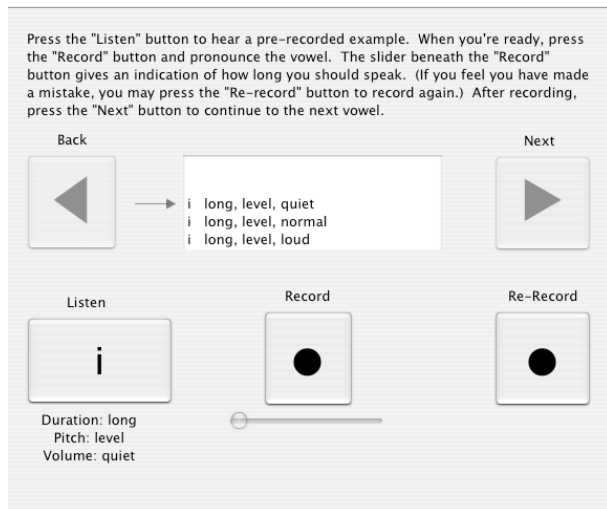 Press the "Listen" button to hear a pre-recorded example.  When you're ready, press
the "Record" button and pronounce the vowel.  The slider beneath the "Record"
button gives an indication of how long you should speak.  (If you feel you have made
a mistake, you may press the "Re-record" button to record again.)  After recording,
press the "Next" button to continue to the next vowel.
Back
Next
i long, level, quiet
i long, level, normal
i long, level, loud
Listen
Record
Re-Record
i
Duration: long
Pitch: level
Volume: quiet